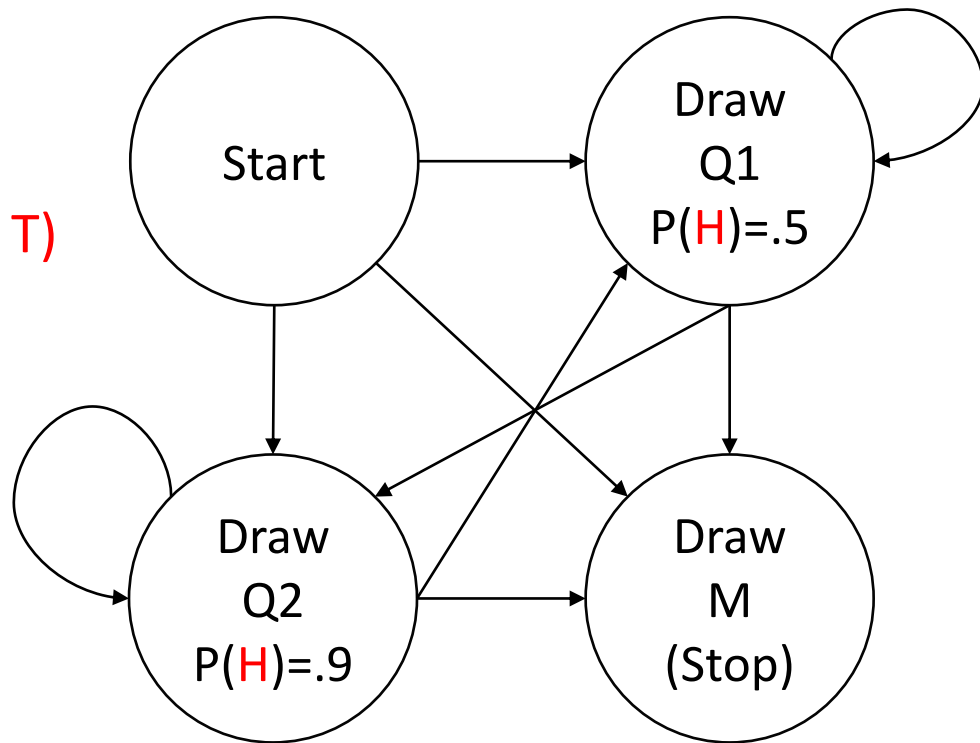 Start
Draw
Q1
P(H)=.5
T)
Draw
Q2
P(H)=.9
Draw
M
(Stop)